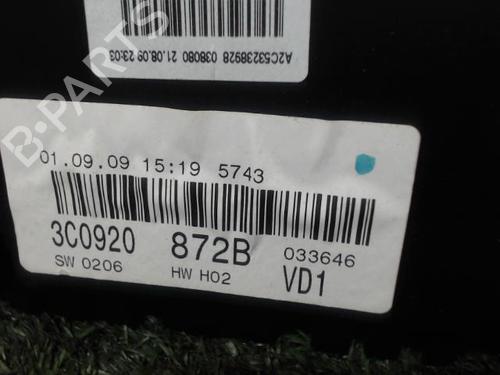 B-PARTS
A2C53238928 038080 21.08.09 23:03
01.09.09 15:19 5743
3C0920 872B 033646
SW 0206 HW H02 VD1